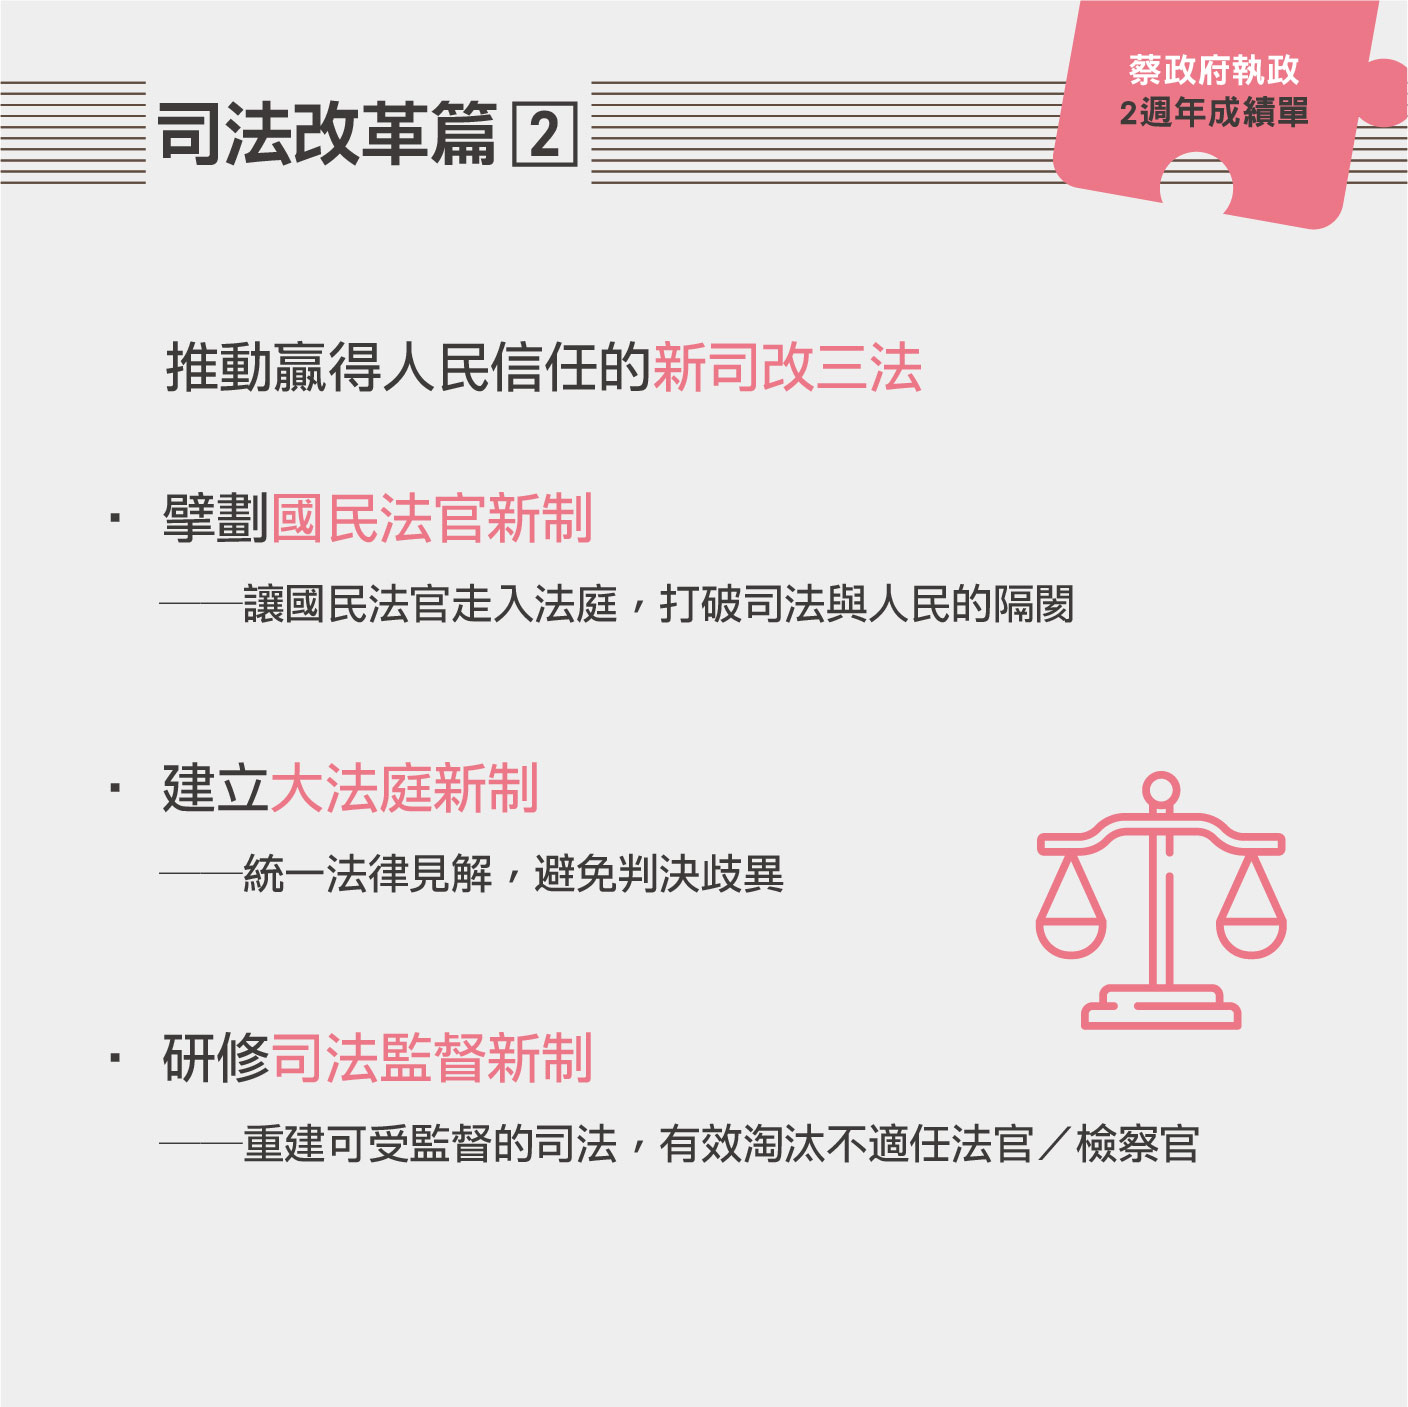 蔡政府執政
2週年成績單
司法改革篇 2
推動贏得人民信任的新司改三法
· 擘劃國民法官新制
──讓國民法官走入法庭，打破司法與人民的隔閡
· 建立大法庭新制
──統一法律見解，避免判決歧異
· 研修司法監督新制
──重建可受監督的司法，有效淘汰不適任法官／檢察官